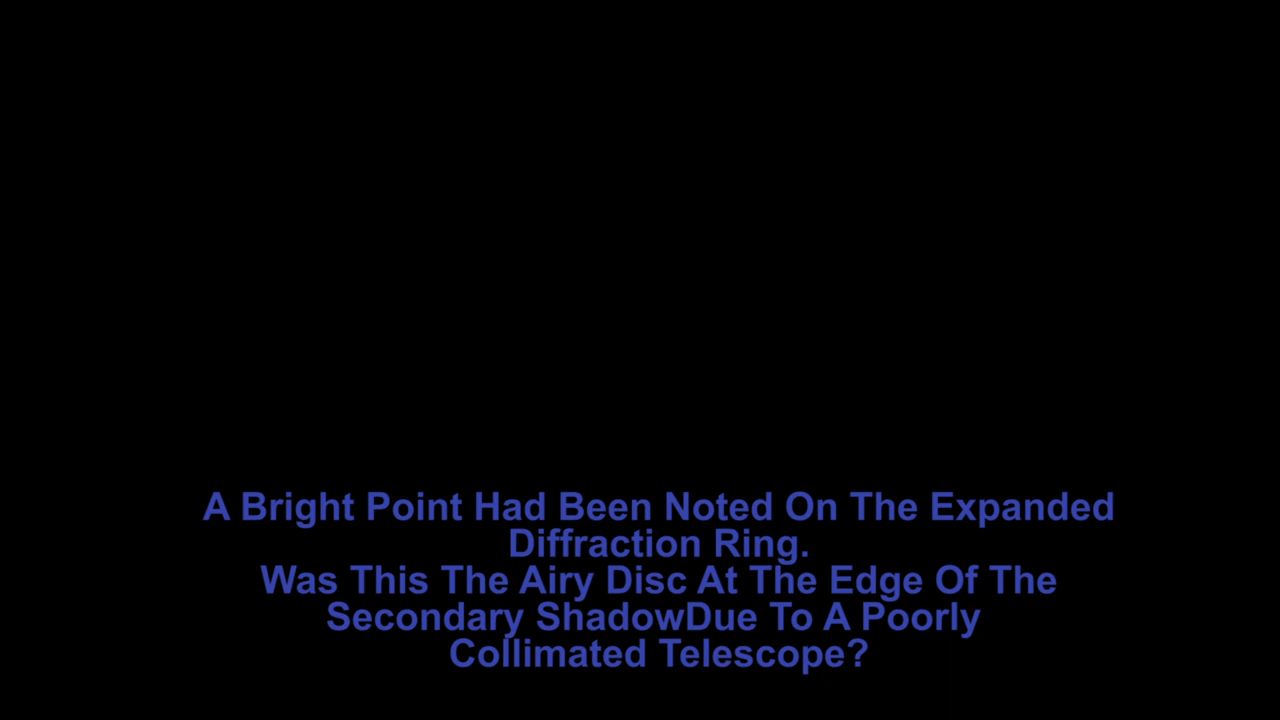 A Bright Point Had Been Noted On The Expanded
Diffraction Ring.
Was This The Airy Disc At The Edge Of The
Secondary ShadowDue To A Poorly
Collimated Telescope?